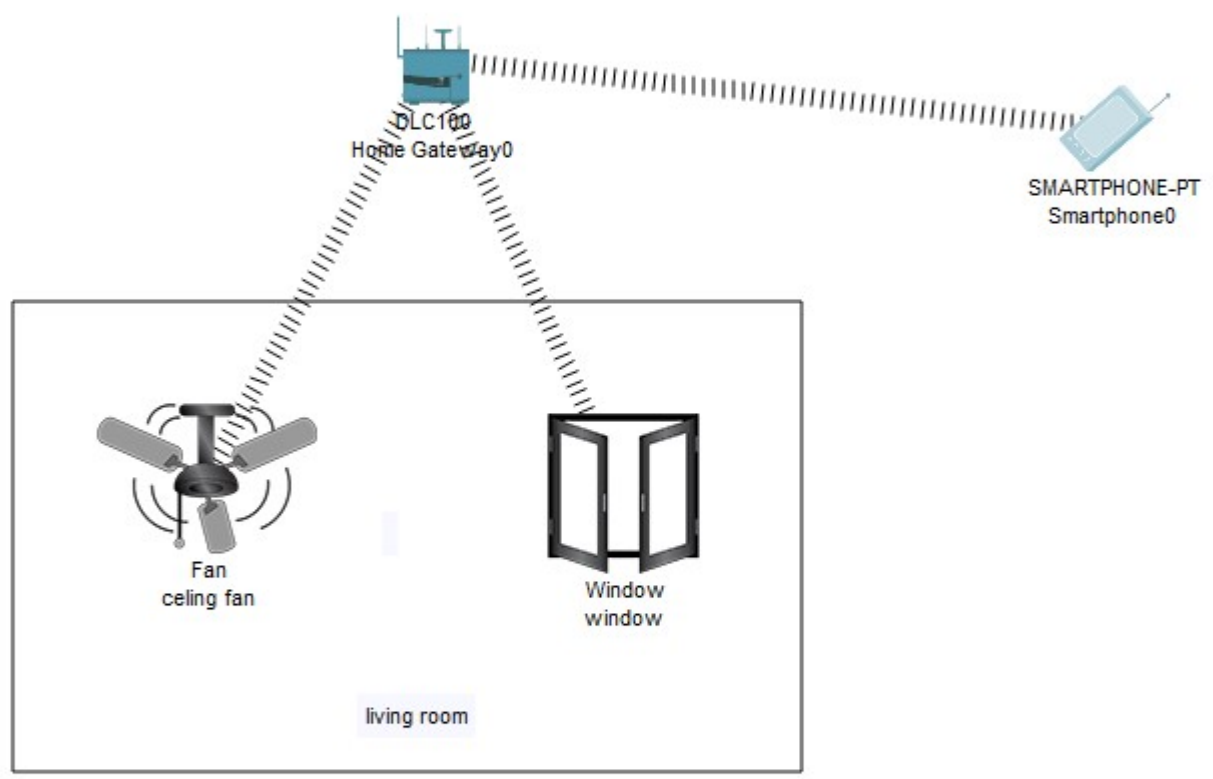 DLC100
Home Gateway0
SMARTPHONE-PT
Smartphone0
Fan
celing fan
Window
window
living room